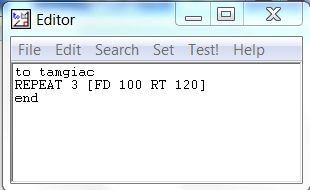 Editor
File Edit Search Set Test! Help
to tamgiac
REPEAT 3 [FD 100 RT 120]
end